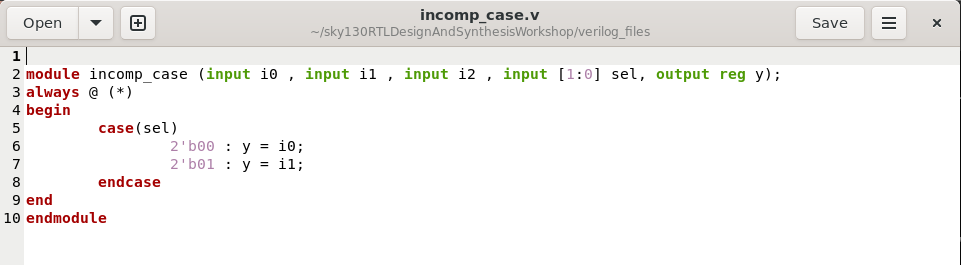 Open
incomp_case.v
~/sky130RTLDesignAndSynthesisWorkshop/verilog_files
Save
1
2 module incomp_case (input i0 , input i1 , input i2 , input [1:0] sel, output reg y);
3 always @ (*)
4 begin
5 case(sel)
6 2'b00 : y = i0;
7 2'b01 : y = i1;
8 endcase
9 end
10 endmodule